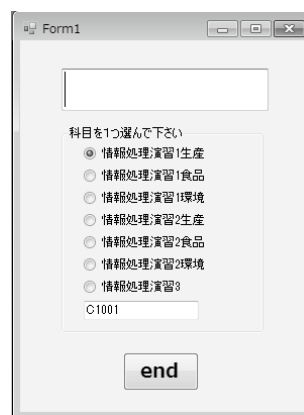 Form1
科目を1つ選んで下さい
情報処理演習1生産
情報処理演習1食品
情報処理演習1環境
情報処理演習2生産
情報処理演習2食品
情報処理演習2環境
情報処理演習3
C1001
end